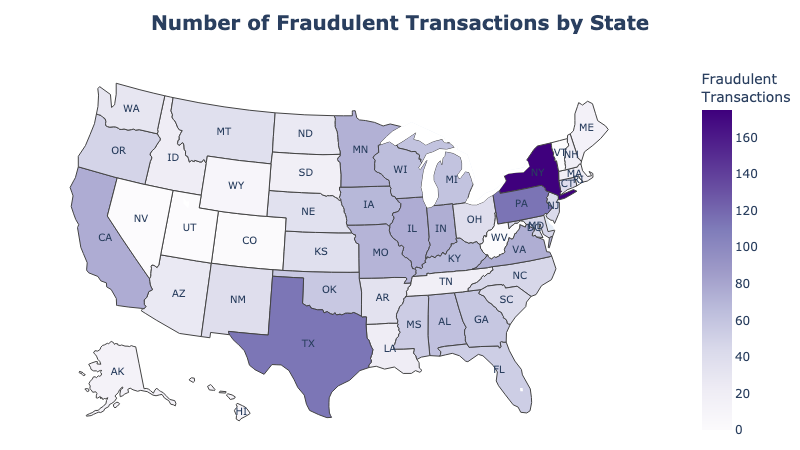 Number of Fraudulent Transactions by State
Fraudulent
Transactions
160
140
120
100
80
60
40
20
0
WA
MT
ND
ME
OR
ID
MN
VT
NH
SD
WI
NY
MA
WY
MI
CT
RI
NE
IA
PA
NJ
NV
UT
CO
IL
IN
OH
WV
MD
CA
KS
MO
KY
VA
AZ
NM
OK
AR
TN
NC
SC
TX
MS
AL
GA
LA
FL
AK
HI